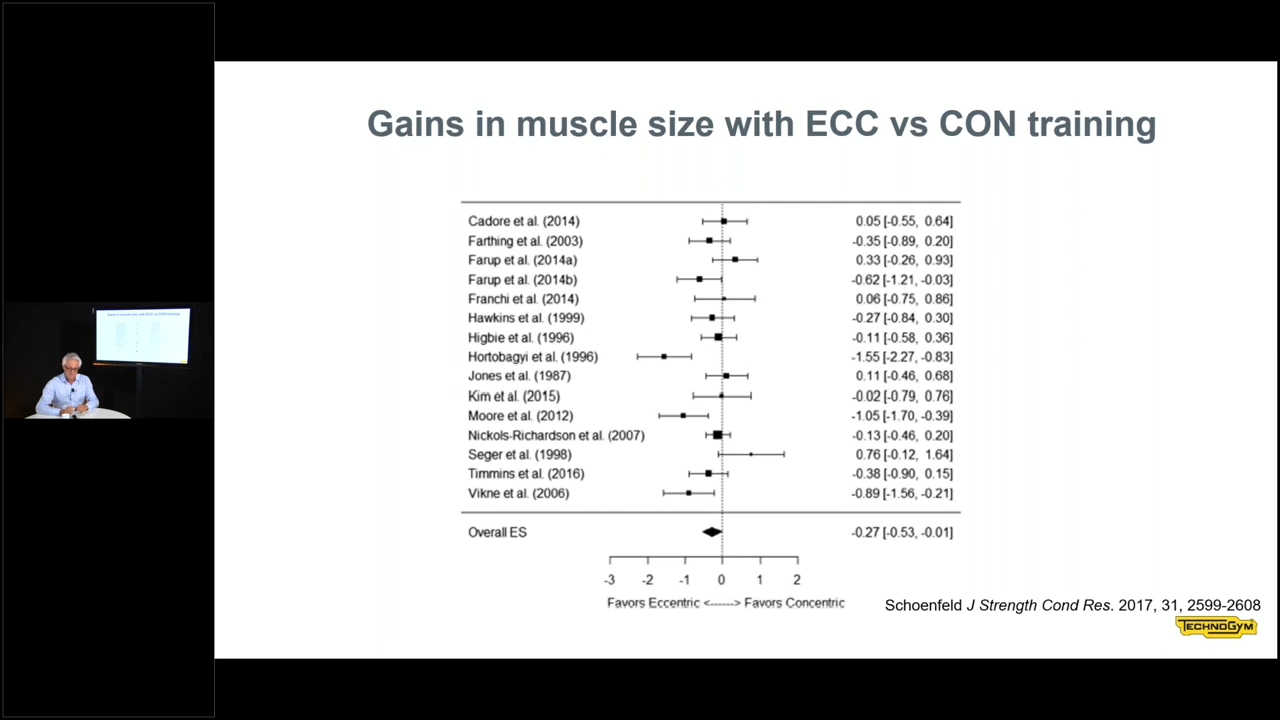 Gains in muscle size with ECC vs CON training
Cadore et al. (2014) 0.05 [-0.55, 0.64]
Farthing et al. (2003) -0.35 [-0.89, 0.20]
Farup et al. (2014a) 0.33 [-0.26, 0.93]
Farup et al. (2014b) -0.62 [-1.21, -0.03]
Franchi et al. (2014) 0.06 [-0.75, 0.86]
Hawkins et al. (1999) -0.27 [-0.84, 0.30]
Higbie et al. (1996) -0.11 [-0.58, 0.36]
Hortobagyi et al. (1996) -1.55 [-2.27, -0.83]
Jones et al. (1987) 0.11 [-0.46, 0.68]
Kim et al. (2015) -0.02 [-0.79, 0.76]
Moore et al. (2012) -1.05 [-1.70, -0.39]
Nickols-Richardson et al. (2007) -0.13 [-0.46, 0.20]
Seger et al. (1998) 0.76 [-0.12, 1.64]
Timmins et al. (2016) -0.38 [-0.90, 0.15]
Vikne et al. (2006) -0.89 [-1.56, -0.21]
Overall ES -0.27 [-0.53, -0.01]
-3 -2 -1 0 1 2
Favors Eccentric <------> Favors Concentric
Schoenfeld J Strength Cond Res. 2017, 31, 2599-2608
TECHNOGYM
Gains in muscle size with ECC vs CON training